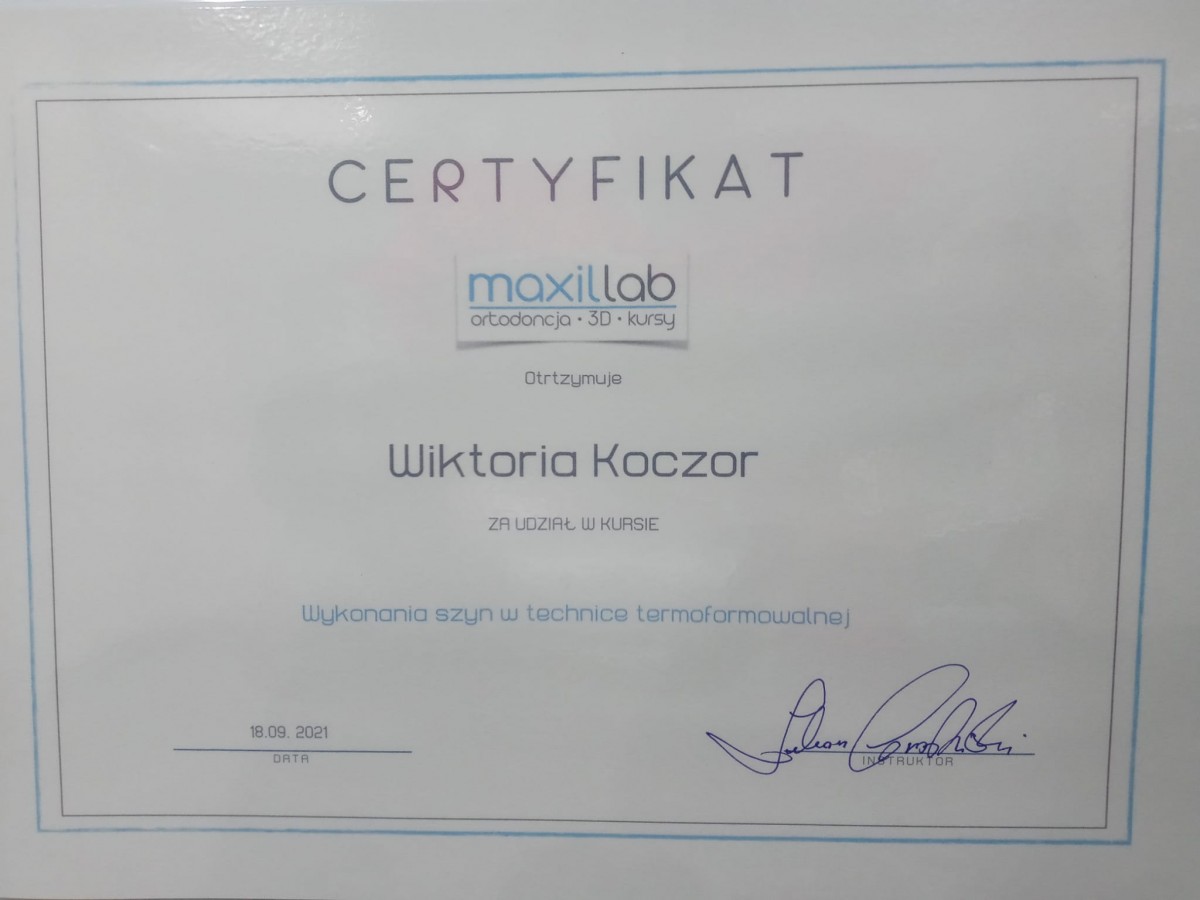 CERTYFIKAT
maxillab
ortodoncja • 3D • kursy
Otrtzymuje
Wiktoria Koczor
ZA UDZIAŁ W KURSIE
Wykonania szyn w technice termoformowalnej
18.09. 2021
DATA
INSTRUKTOR